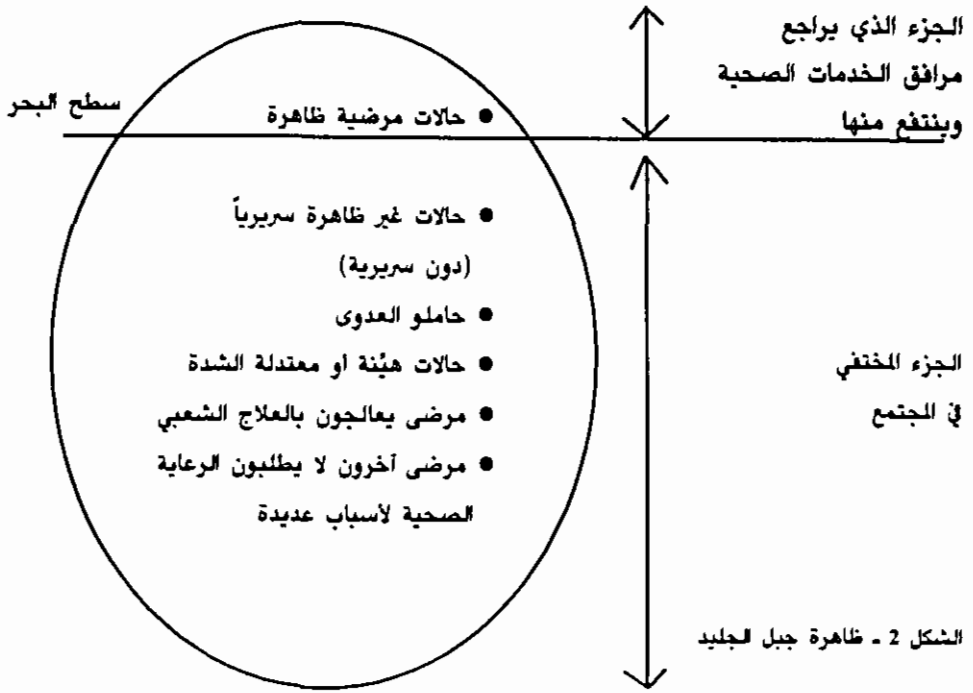 الجزء الذي يراجع
مرافق الخدمات الصحية
وينتفع منها
سطح البحر
● حالات مرضية ظاهرة
● حالات غير ظاهرة سريرياً
(دون سريرية)
● حاملو العدوى
● حالات هيِّنة أو معتدلة الشدة
● مرضى يعالجون بالعلاج الشعبي
● مرضى آخرون لا يطلبون الرعاية
الصحية لأسباب عديدة
الجزء المختفي
في المجتمع
الشكل 2 ـ ظاهرة جبل الجليد